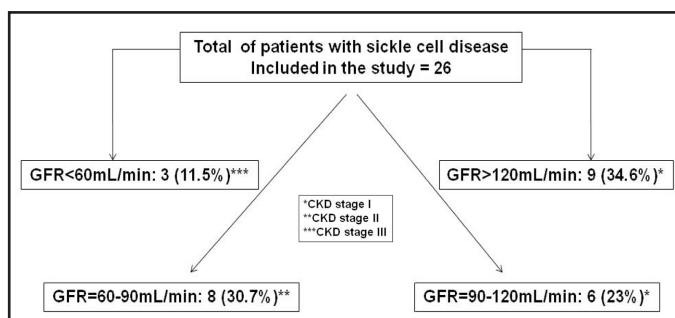 Total of patients with sickle cell disease
Included in the study = 26
GFR<60mL/min: 3 (11.5%)***
GFR>120mL/min: 9 (34.6%)*
*CKD stage I
**CKD stage II
***CKD stage III
GFR=60-90mL/min: 8 (30.7%)**
GFR=90-120mL/min: 6 (23%)*